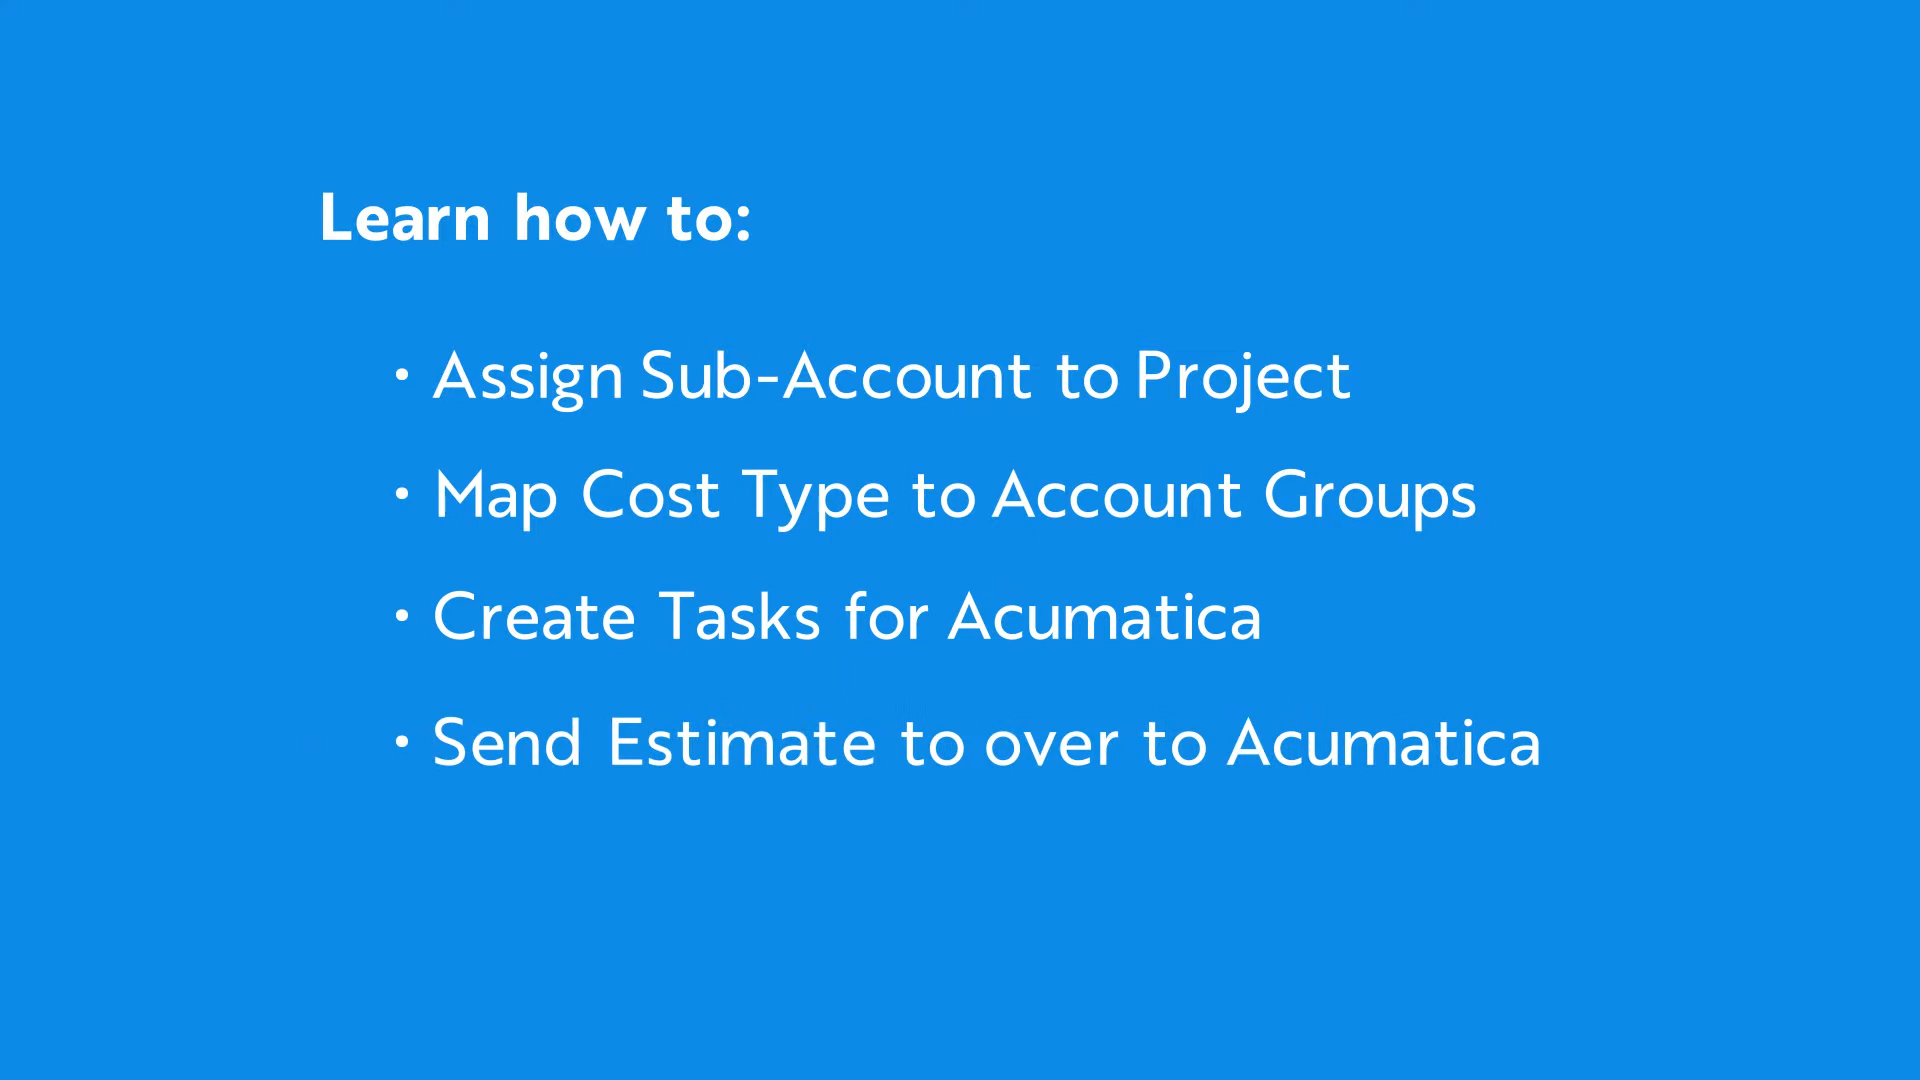 Learn how to:
• Assign Sub-Account to Project
• Map Cost Type to Account Groups
• Create Tasks for Acumatica
• Send Estimate to over to Acumatica